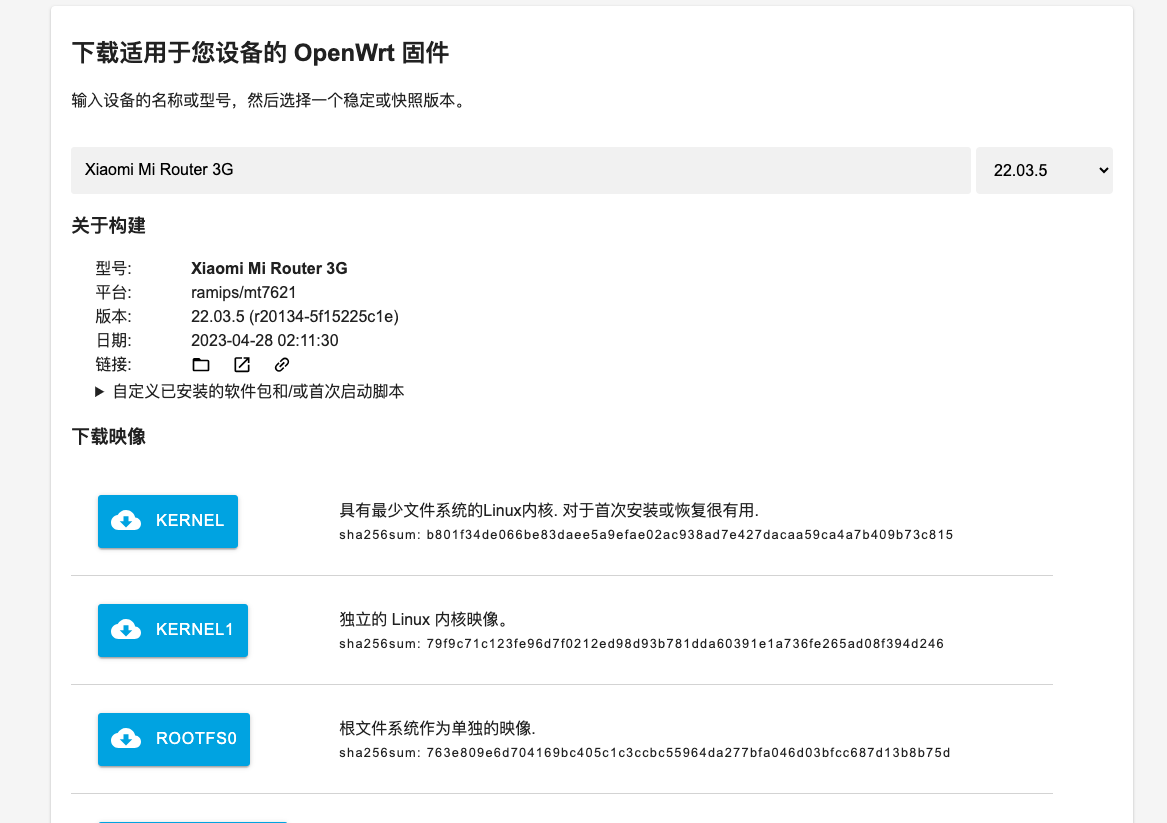 下载适用于您设备的 OpenWrt 固件
输入设备的名称或型号，然后选择一个稳定或快照版本。
Xiaomi Mi Router 3G
22.03.5
关于构建
型号: Xiaomi Mi Router 3G
平台: ramips/mt7621
版本: 22.03.5 (r20134-5f15225c1e)
日期: 2023-04-28 02:11:30
链接:
自定义已安装的软件包和/或首次启动脚本
下载映像
KERNEL
具有最少文件系统的Linux内核. 对于首次安装或恢复很有用.
sha256sum: b801f34de066be83daee5a9efae02ac938ad7e427dacaa59ca4a7b409b73c815
KERNEL1
独立的 Linux 内核映像。
sha256sum: 79f9c71c123fe96d7f0212ed98d93b781dda60391e1a736fe265ad08f394d246
ROOTFS0
根文件系统作为单独的映像.
sha256sum: 763e809e6d704169bc405c1c3ccbc55964da277bfa046d03bfcc687d13b8b75d